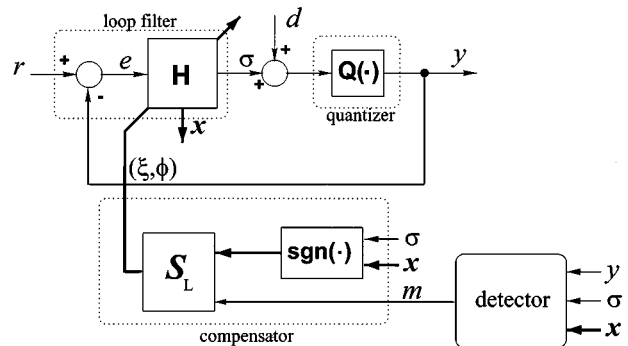 loop filter
d
r
+
-
e
H
σ
+
+
Q(·)
y
x
quantizer
(ξ,ϕ)
S_L
sgn(·)
σ
x
m
detector
y
σ
x
compensator